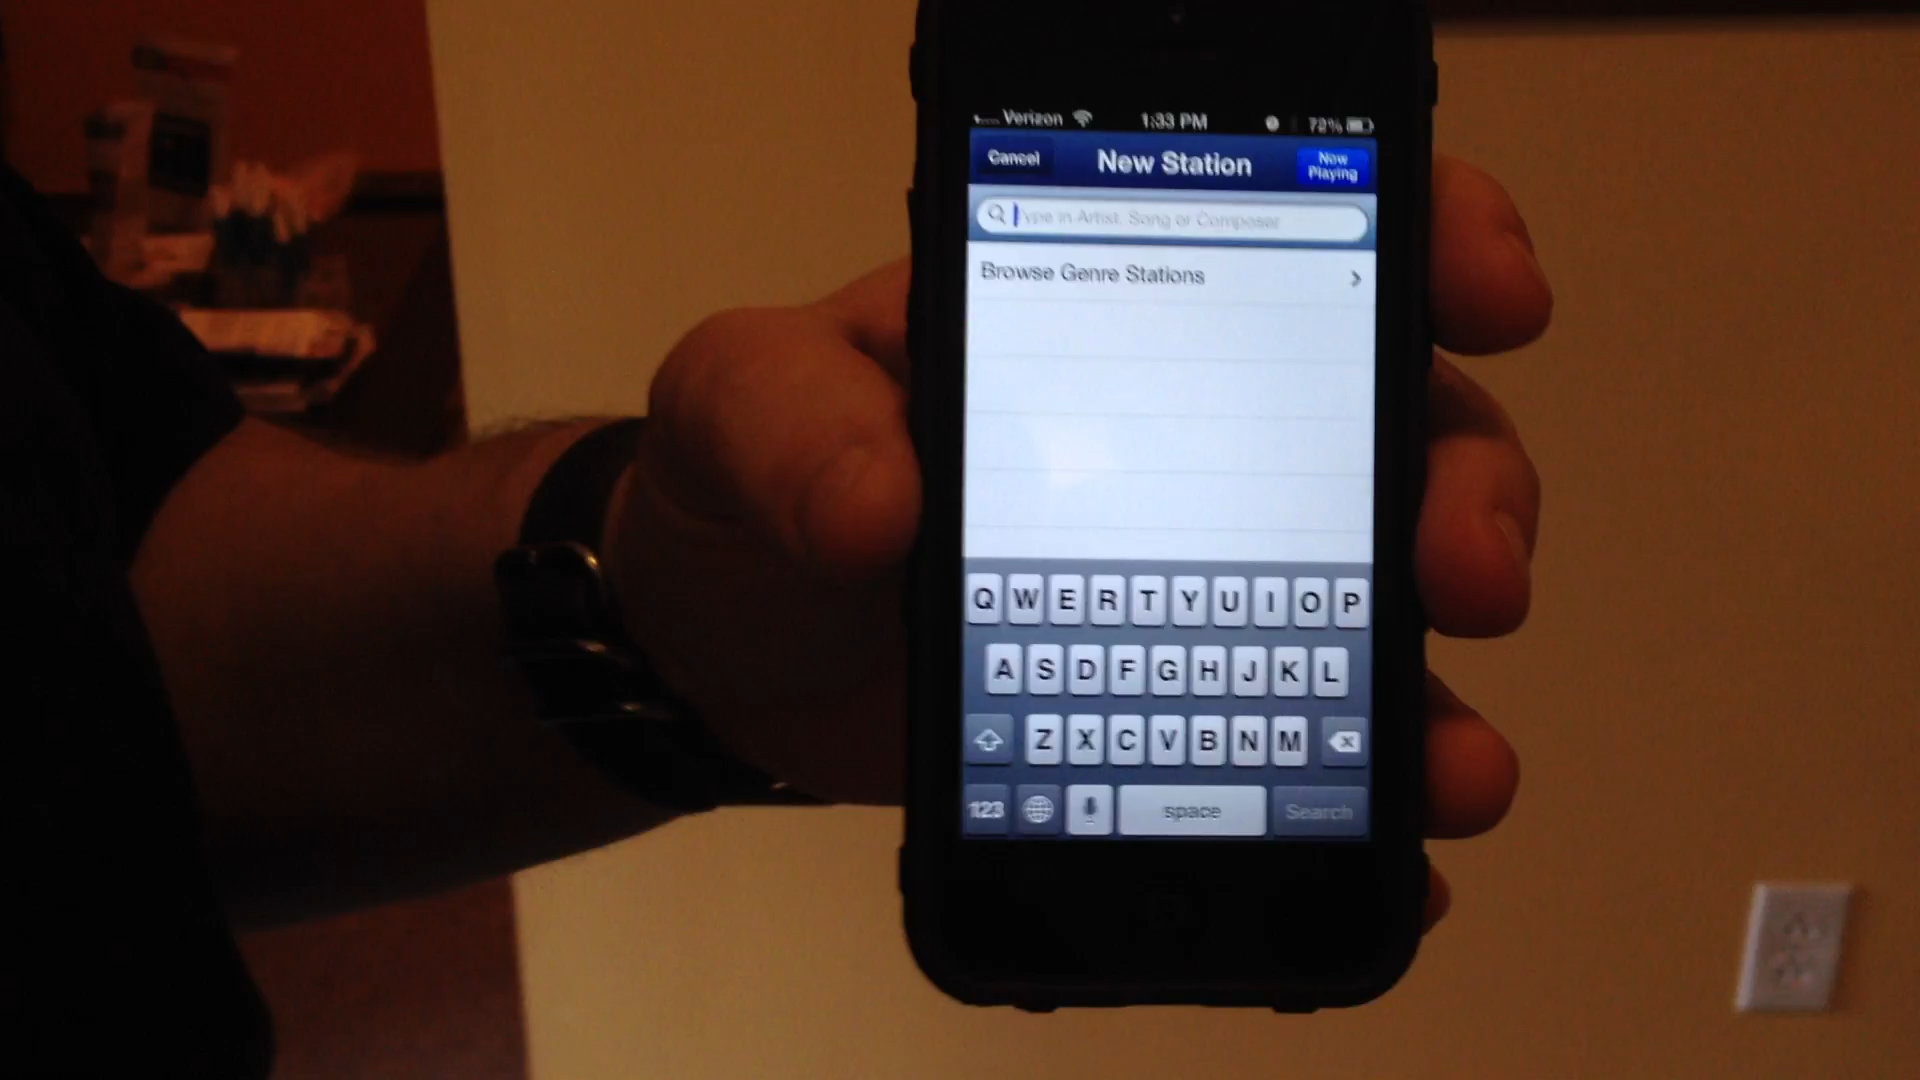 Verizon 1:33 PM 72%
Cancel New Station Now Playing
Type in Artist, Song or Composer
Browse Genre Stations
Q W E R T Y U I O P
A S D F G H J K L
Z X C V B N M
123 space Search